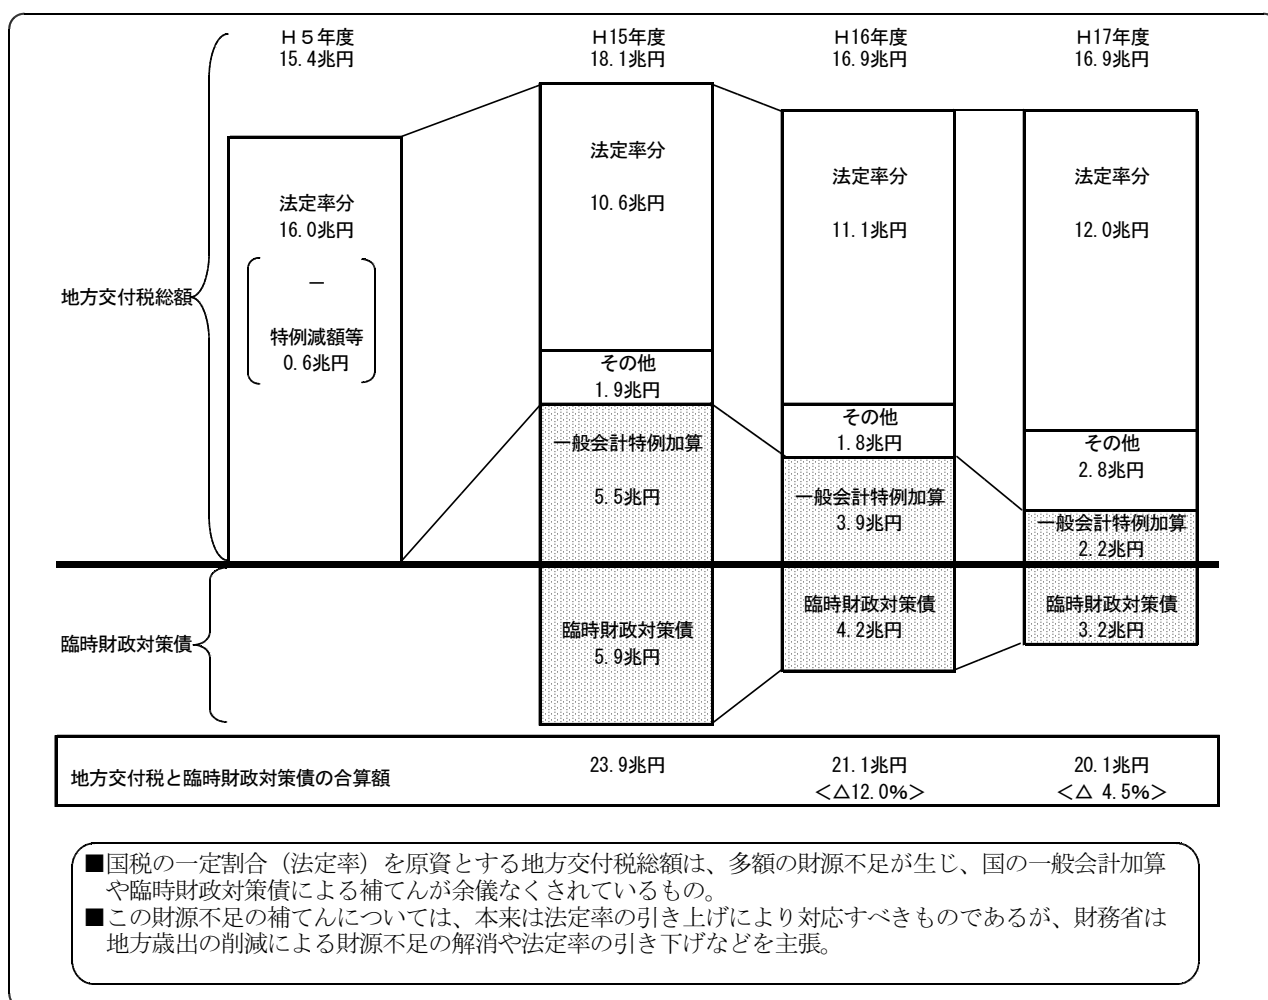 H5年度
15.4兆円
H15年度
18.1兆円
H16年度
16.9兆円
H17年度
16.9兆円
地方交付税総額
法定率分
16.0兆円
−
特例減額等
0.6兆円
法定率分
10.6兆円
その他
1.9兆円
一般会計特例加算
5.5兆円
法定率分
11.1兆円
その他
1.8兆円
一般会計特例加算
3.9兆円
法定率分
12.0兆円
その他
2.8兆円
一般会計特例加算
2.2兆円
臨時財政対策債
臨時財政対策債
5.9兆円
臨時財政対策債
4.2兆円
臨時財政対策債
3.2兆円
地方交付税と臨時財政対策債の合算額
23.9兆円
21.1兆円
＜△12.0%＞
20.1兆円
＜△ 4.5%＞
■国税の一定割合（法定率）を原資とする地方交付税総額は、多額の財源不足が生じ、国の一般会計加算
や臨時財政対策債による補てんが余儀なくされているもの。
■この財源不足の補てんについては、本来は法定率の引き上げにより対応すべきものであるが、財務省は
地方歳出の削減による財源不足の解消や法定率の引き下げなどを主張。